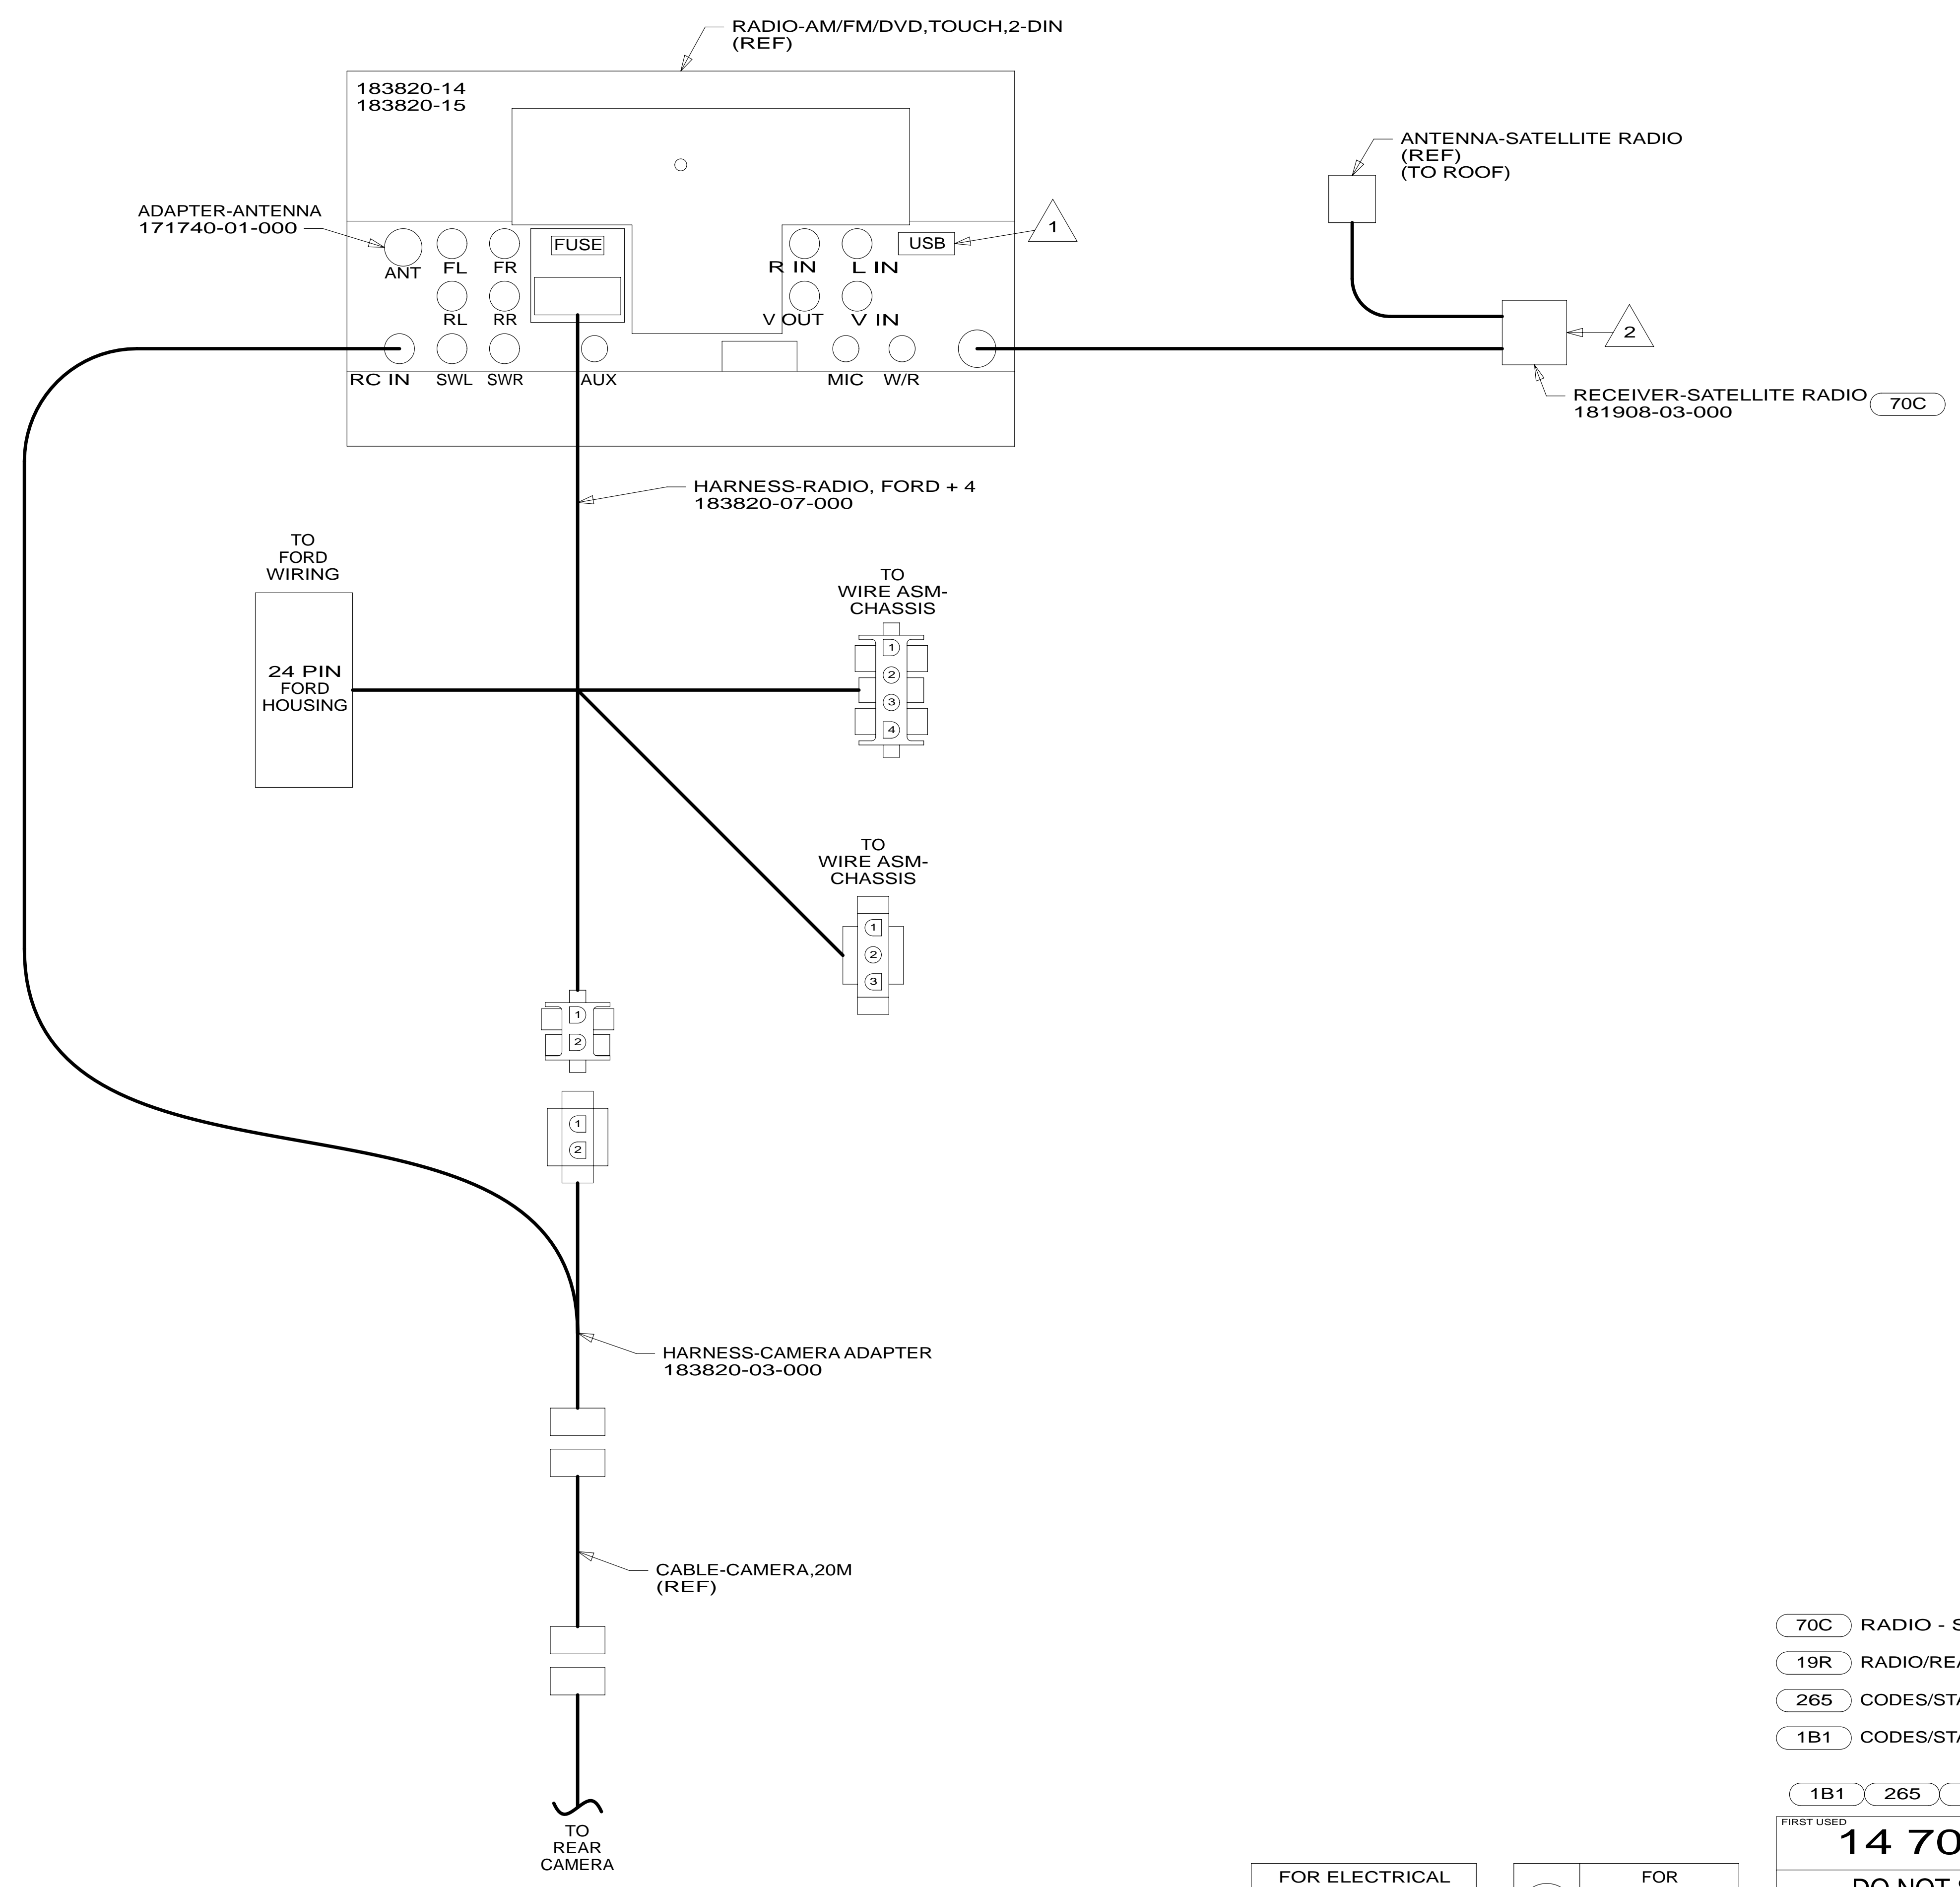 RADIO-AM/FM/DVD,TOUCH,2-DIN
(REF)
183820-14
183820-15
ANTENNA-SATELLITE RADIO
(REF)
(TO ROOF)
ADAPTER-ANTENNA
171740-01-000
FUSE
USB
1
ANT FL FR
R IN L IN
RL RR
V OUT V IN
2
RC IN SWL SWR AUX MIC W/R
RECEIVER-SATELLITE RADIO
181908-03-000
70C
HARNESS-RADIO, FORD + 4
183820-07-000
TO
FORD
WIRING
24 PIN
FORD
HOUSING
TO
WIRE ASM-
CHASSIS
1
2
3
4
TO
WIRE ASM-
CHASSIS
1
2
3
1
2
1
2
HARNESS-CAMERA ADAPTER
183820-03-000
CABLE-CAMERA,20M
(REF)
TO
REAR
CAMERA
70C RADIO -
19R
265
1B1
1B1 265
FIRST USED
14
FOR ELECTRICAL
FOR
DO NOT